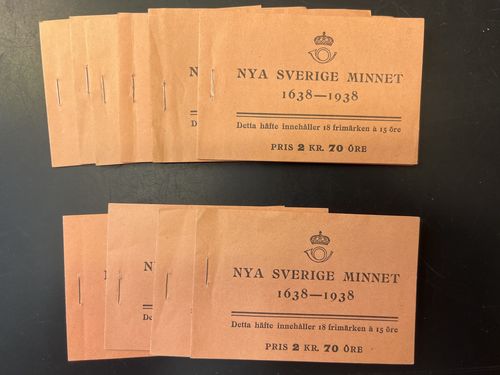 NYA SVERIGE MINNET
1638—1938
Detta häfte innehåller 18 frimärken à 15 öre
PRIS 2 KR. 70 ÖRE
NYA SVERIGE MINNET
1638—1938
Detta häfte innehåller 18 frimärken à 15 öre
PRIS 2 KR. 70 ÖRE